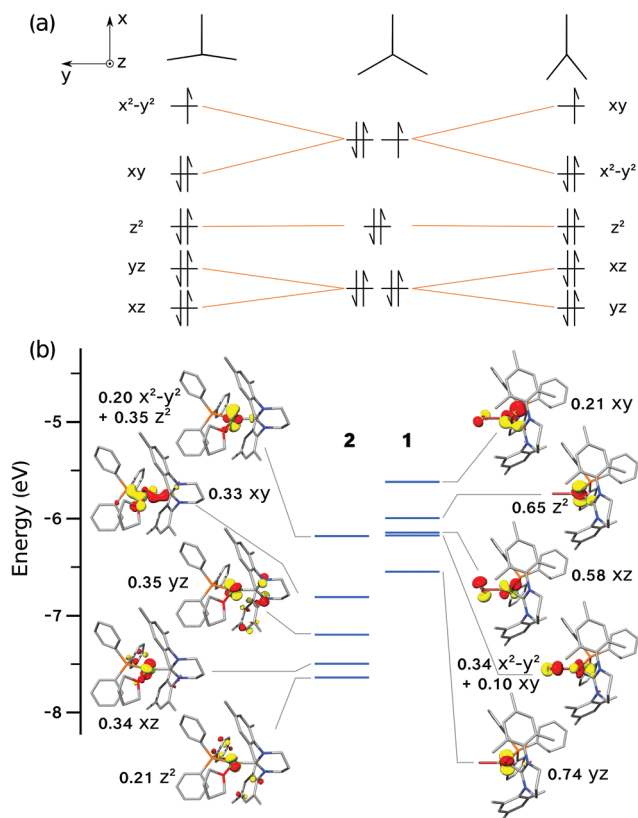 (a)
x
y
z
x²−y²
xy
z²
yz
xz
xy
x²−y²
z²
xz
yz
(b)
Energy (eV)
-5
-6
-7
-8
2 1
0.20 x²−y²
+ 0.35 z²
0.33 xy
0.35 yz
0.34 xz
0.21 z²
0.21 xy
0.65 z²
0.58 xz
0.34 x²−y²
+ 0.10 xy
0.74 yz